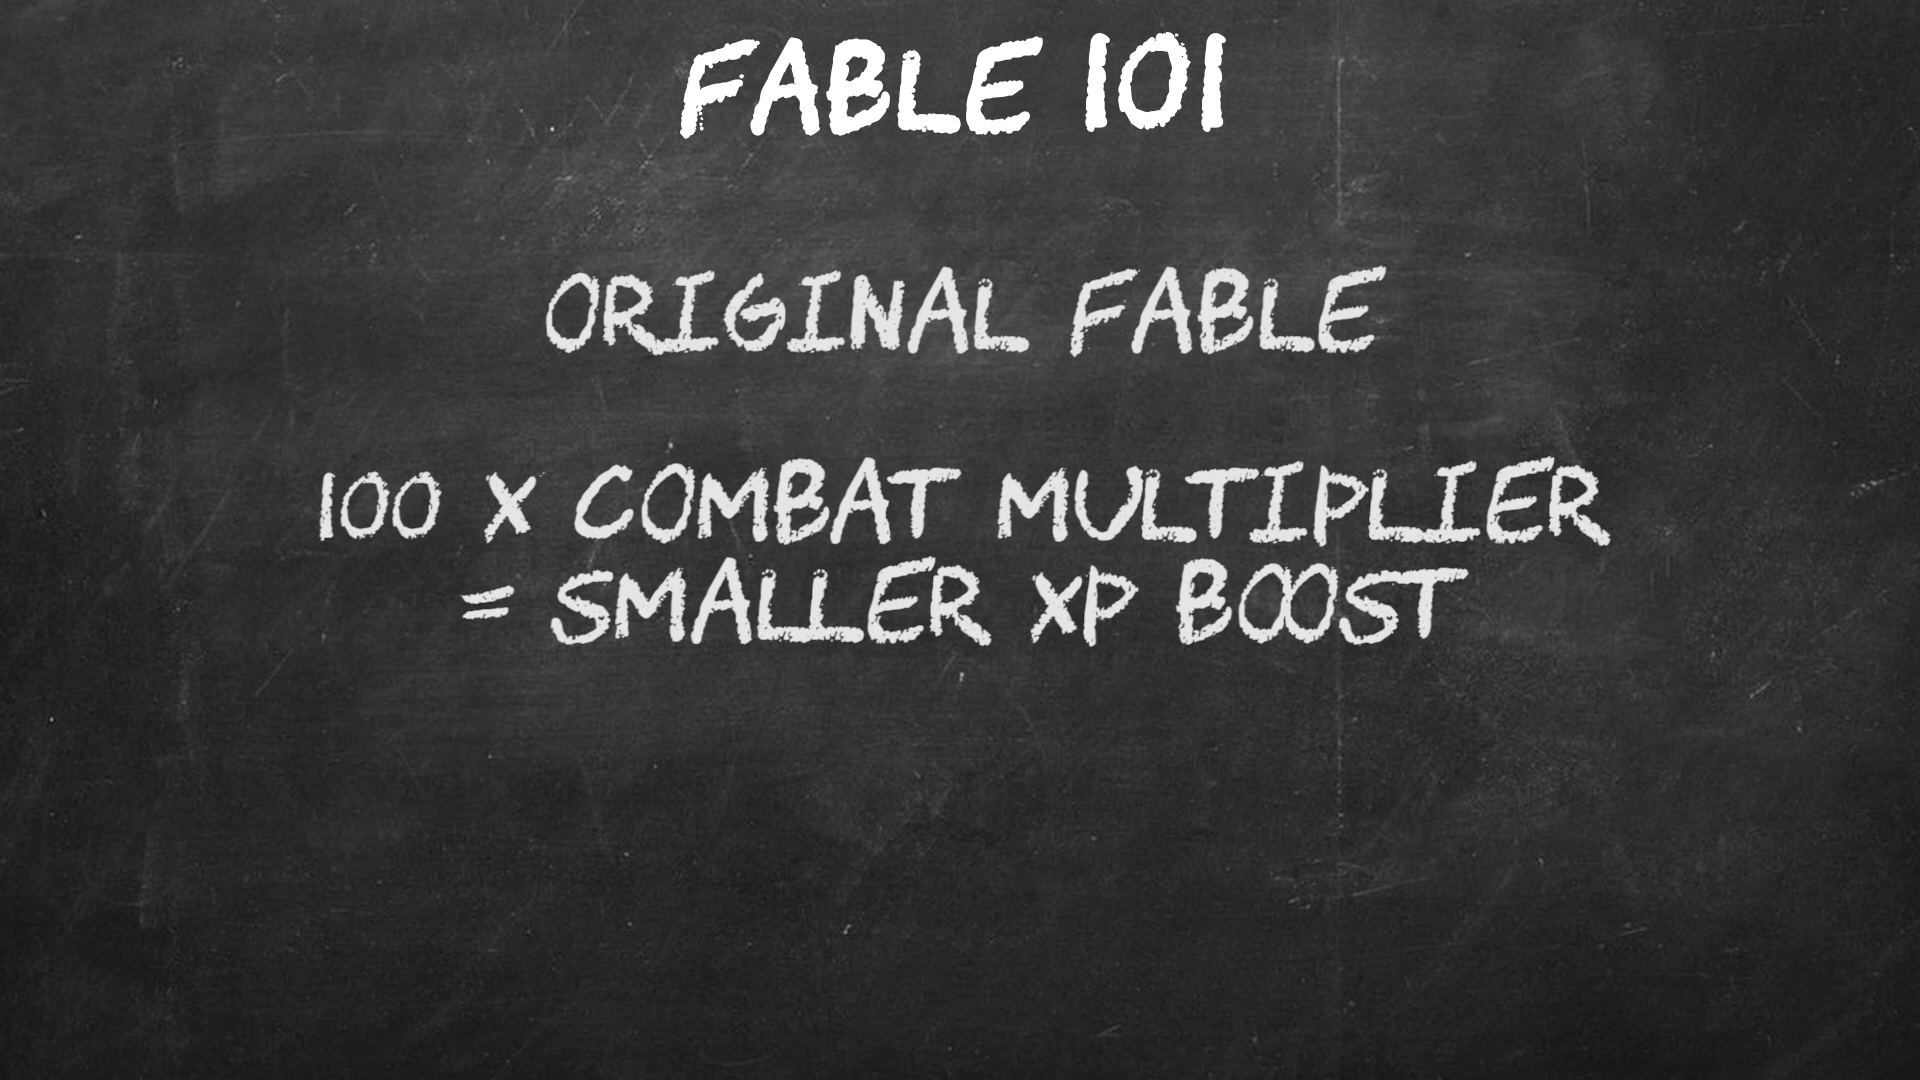 FABLE 101
ORIGINAL FABLE
100 X COMBAT MULTIPLIER
= SMALLER XP BOOST